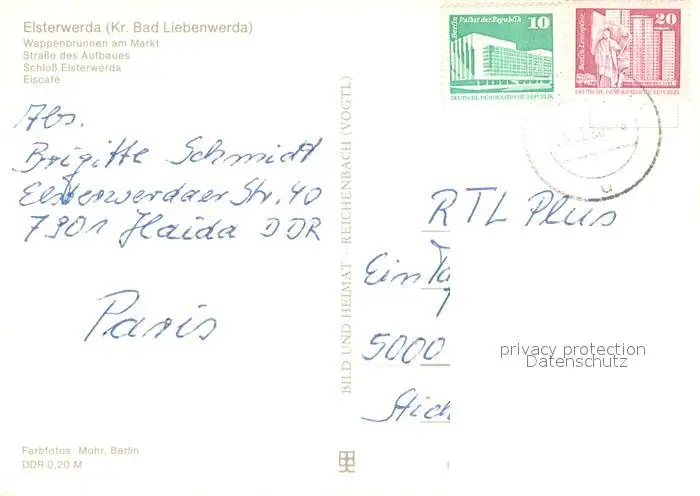 Elsterwerda (Kr. Bad Liebenwerda)
Wappenbrunnen am Markt
Straße des Aufbaues
Schloß Elsterwerda
Eiscafé
Abs.
Brigitte Schmidt
Elsterwerdaer Str. 40
7901 Haida DDR
Paris
Farbfotos Mohr, Berlin
DDR 0,20 M
BILD UND HEIMAT · REICHENBACH (VOGTL)
Berlin Palast der Republik
10
DEUTSCHE DEMOKRATISCHE REPUBLIK
Berlin-Leninplatz
20
DEUTSCHE DEMOKRATISCHE REPUBLIK
u
RTL Plus
Ein Ta
5000
Stich
privacy protection
Datenschutz